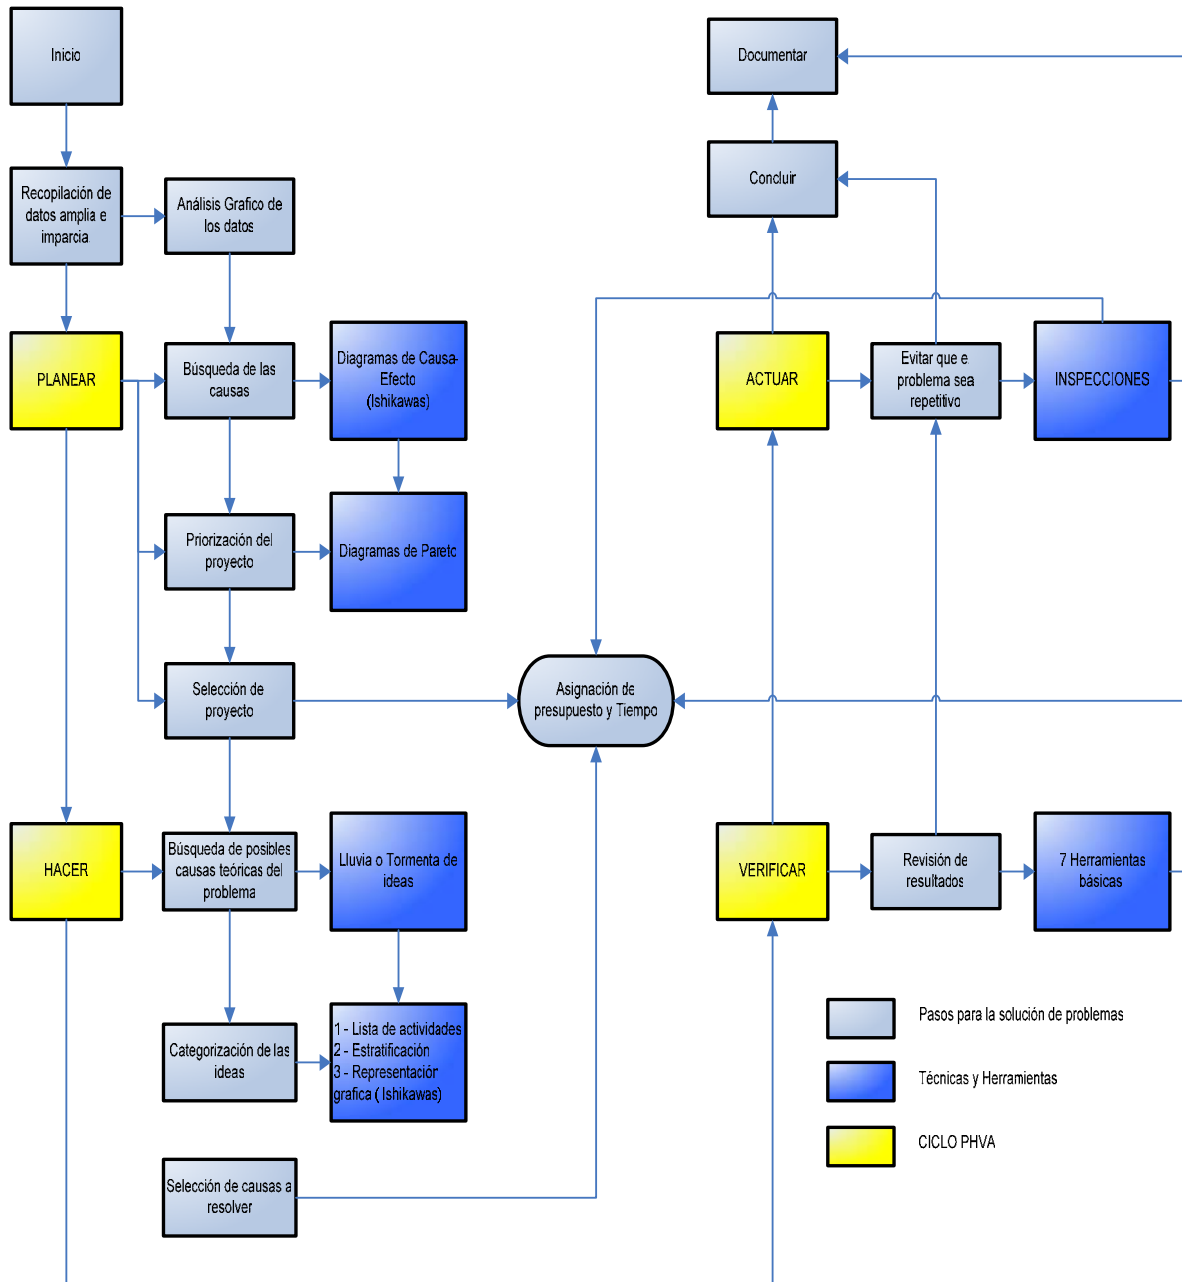 Inicio
Recopilación de
datos amplia e
imparcia
Análisis Grafico de
los datos
PLANEAR
Búsqueda de las
causas
Diagramas de Causa-
Efecto
(Ishikawas)
Priorización del
proyecto
Diagramas de Pareto
Selección de
proyecto
Asignación de
presupuesto y Tiempo
HACER
Búsqueda de posibles
causas teóricas del
problema
Lluvia o Tormenta de
ideas
Categorización de las
ideas
1 - Lista de actividades
2 - Estratificación
3 - Representación
grafica ( Ishikawas)
Selección de causas a
resolver
Documentar
Concluir
ACTUAR
Evitar que e
problema sea
repetitivo
INSPECCIONES
VERIFICAR
Revisión de
resultados
7 Herramientas
básicas
Pasos para la solución de problemas
Técnicas y Herramientas
CICLO PHVA